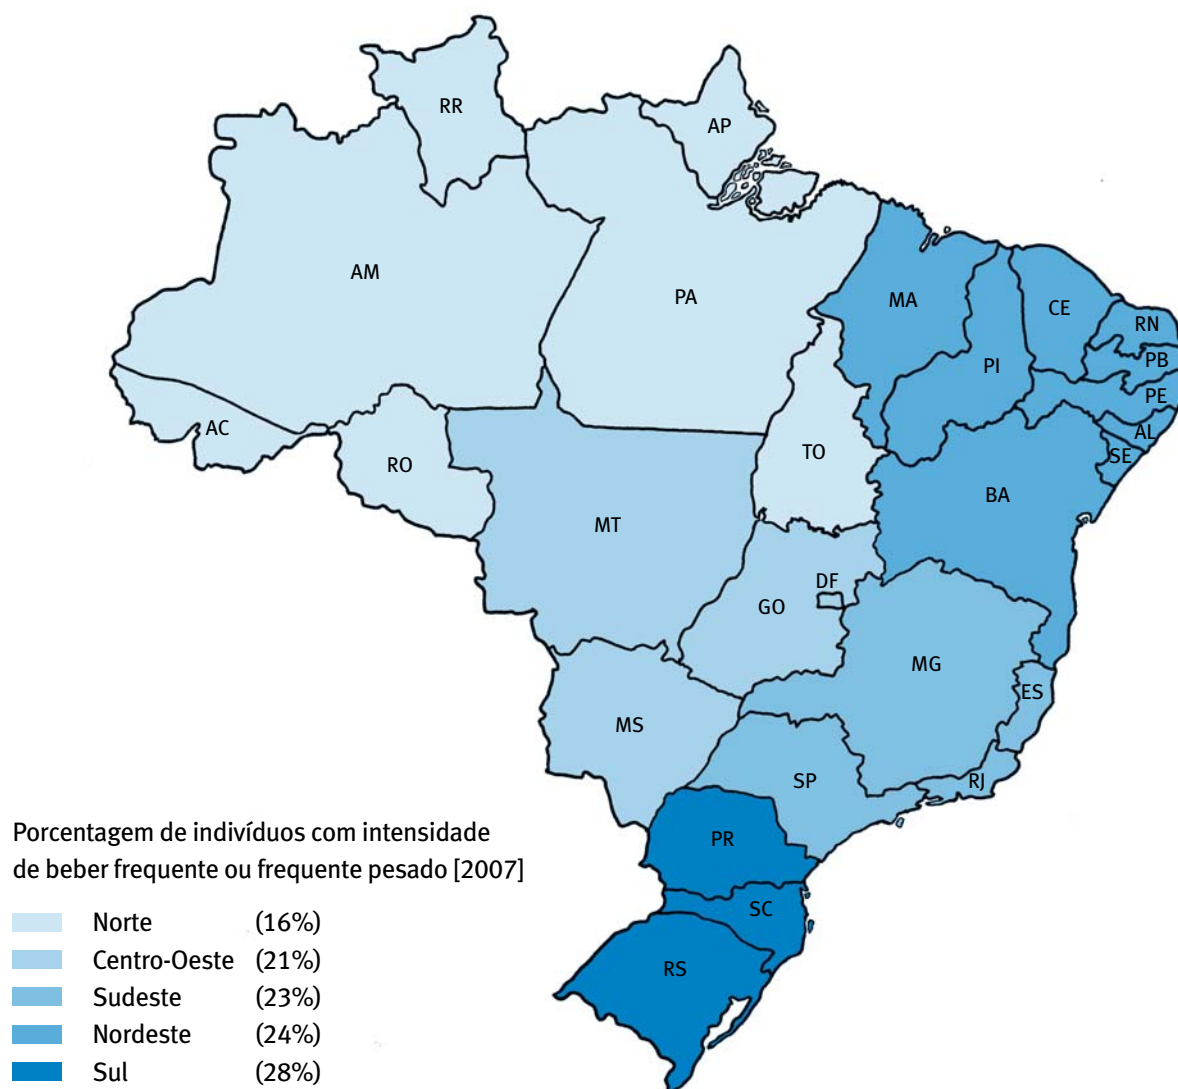 RR
AP
AM
PA
MA
CE
RN
PB
PI
PE
AC
AL
TO
SE
RO
BA
MT
DF
GO
MG
ES
MS
SP
RJ
PR
SC
RS
Porcentagem de indivíduos com intensidade
de beber frequente ou frequente pesado [2007]
Norte (16%)
Centro-Oeste (21%)
Sudeste (23%)
Nordeste (24%)
Sul (28%)